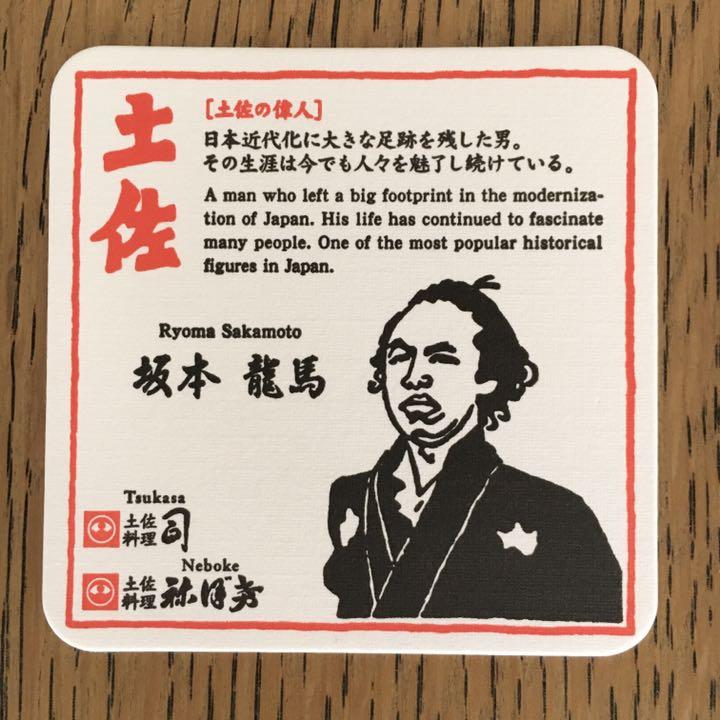 土佐
[土佐の偉人]
日本近代化に大きな足跡を残した男。
その生涯は今でも人々を魅了し続けている。
A man who left a big footprint in the moderniza-
tion of Japan. His life has continued to fascinate
many people. One of the most popular historical
figures in Japan.
Ryoma Sakamoto
坂本 龍馬
Tsukasa
土佐
料理
司
Neboke
土佐
料理
祢ぼけ